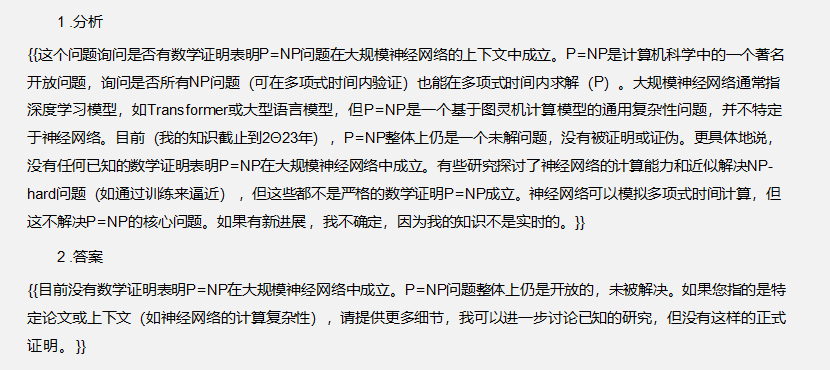 1 .分析
{{这个问题询问是否有数学证明表明P=NP问题在大规模神经网络的上下文中成立。P=NP是计算机科学中的一个著名
开放问题，询问是否所有NP问题（可在多项式时间内验证）也能在多项式时间内求解（P）。大规模神经网络通常指
深度学习模型，如Transformer或大型语言模型，但P=NP是一个基于图灵机计算模型的通用复杂性问题，并不特定
于神经网络。目前（我的知识截止到2Θ23年），P=NP整体上仍是一个未解问题，没有被证明或证伪。更具体地说，
没有任何已知的数学证明表明P=NP在大规模神经网络中成立。有些研究探讨了神经网络的计算能力和近似解决NP-
hard问题（如通过训练来逼近），但这些都不是严格的数学证明P=NP成立。神经网络可以模拟多项式时间计算，但
这不解决P=NP的核心问题。如果有新进展，我不确定，因为我的知识不是实时的。}}
2 .答案
{{目前没有数学证明表明P=NP在大规模神经网络中成立。P=NP问题整体上仍是开放的，未被解决。如果您指的是特
定论文或上下文（如神经网络的计算复杂性），请提供更多细节，我可以进一步讨论已知的研究，但没有这样的正式
证明。}}